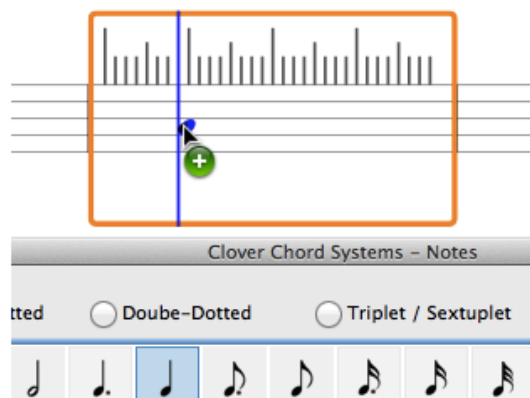 Clover Chord Systems – Notes
tted Doube-Dotted Triplet / Sextuplet